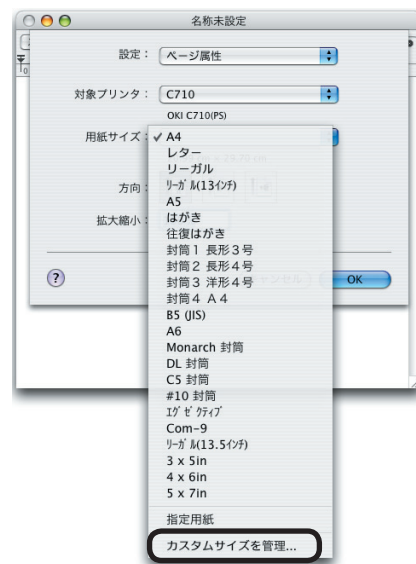 名称未設定
設定： ページ属性
対象プリンタ： C710
OKI C710(PS)
用紙サイズ： ✓ A4
レター
リーガル
ﾘｰｶﾞﾙ(13ｲﾝﾁ)
A5
はがき
往復はがき
封筒1 長形3号
封筒2 長形4号
封筒3 洋形4号
封筒4 A4
B5 (JIS)
A6
Monarch 封筒
DL 封筒
C5 封筒
#10 封筒
ｴｸﾞｾﾞｸﾃｨﾌﾞ
Com-9
ﾘｰｶﾞﾙ(13.5ｲﾝﾁ)
3 x 5in
4 x 6in
5 x 7in
指定用紙
カスタムサイズを管理...
方向：
拡大縮小：
?
OK